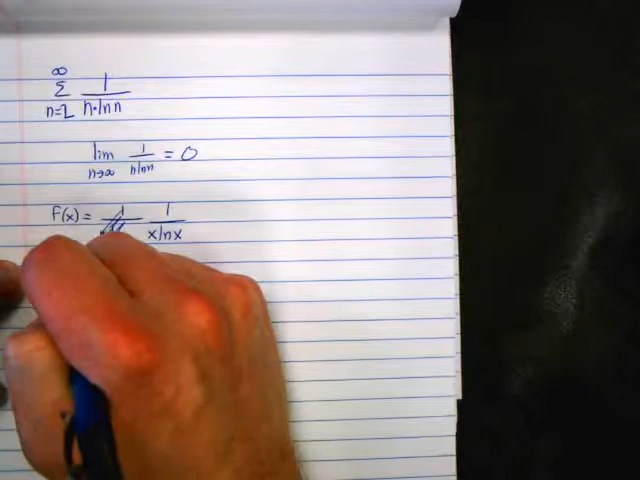 ∞
Σ 1
n=2 n·ln n
lim 1/(n ln n) = 0
n→∞
f(x) = 1/(x ln x)